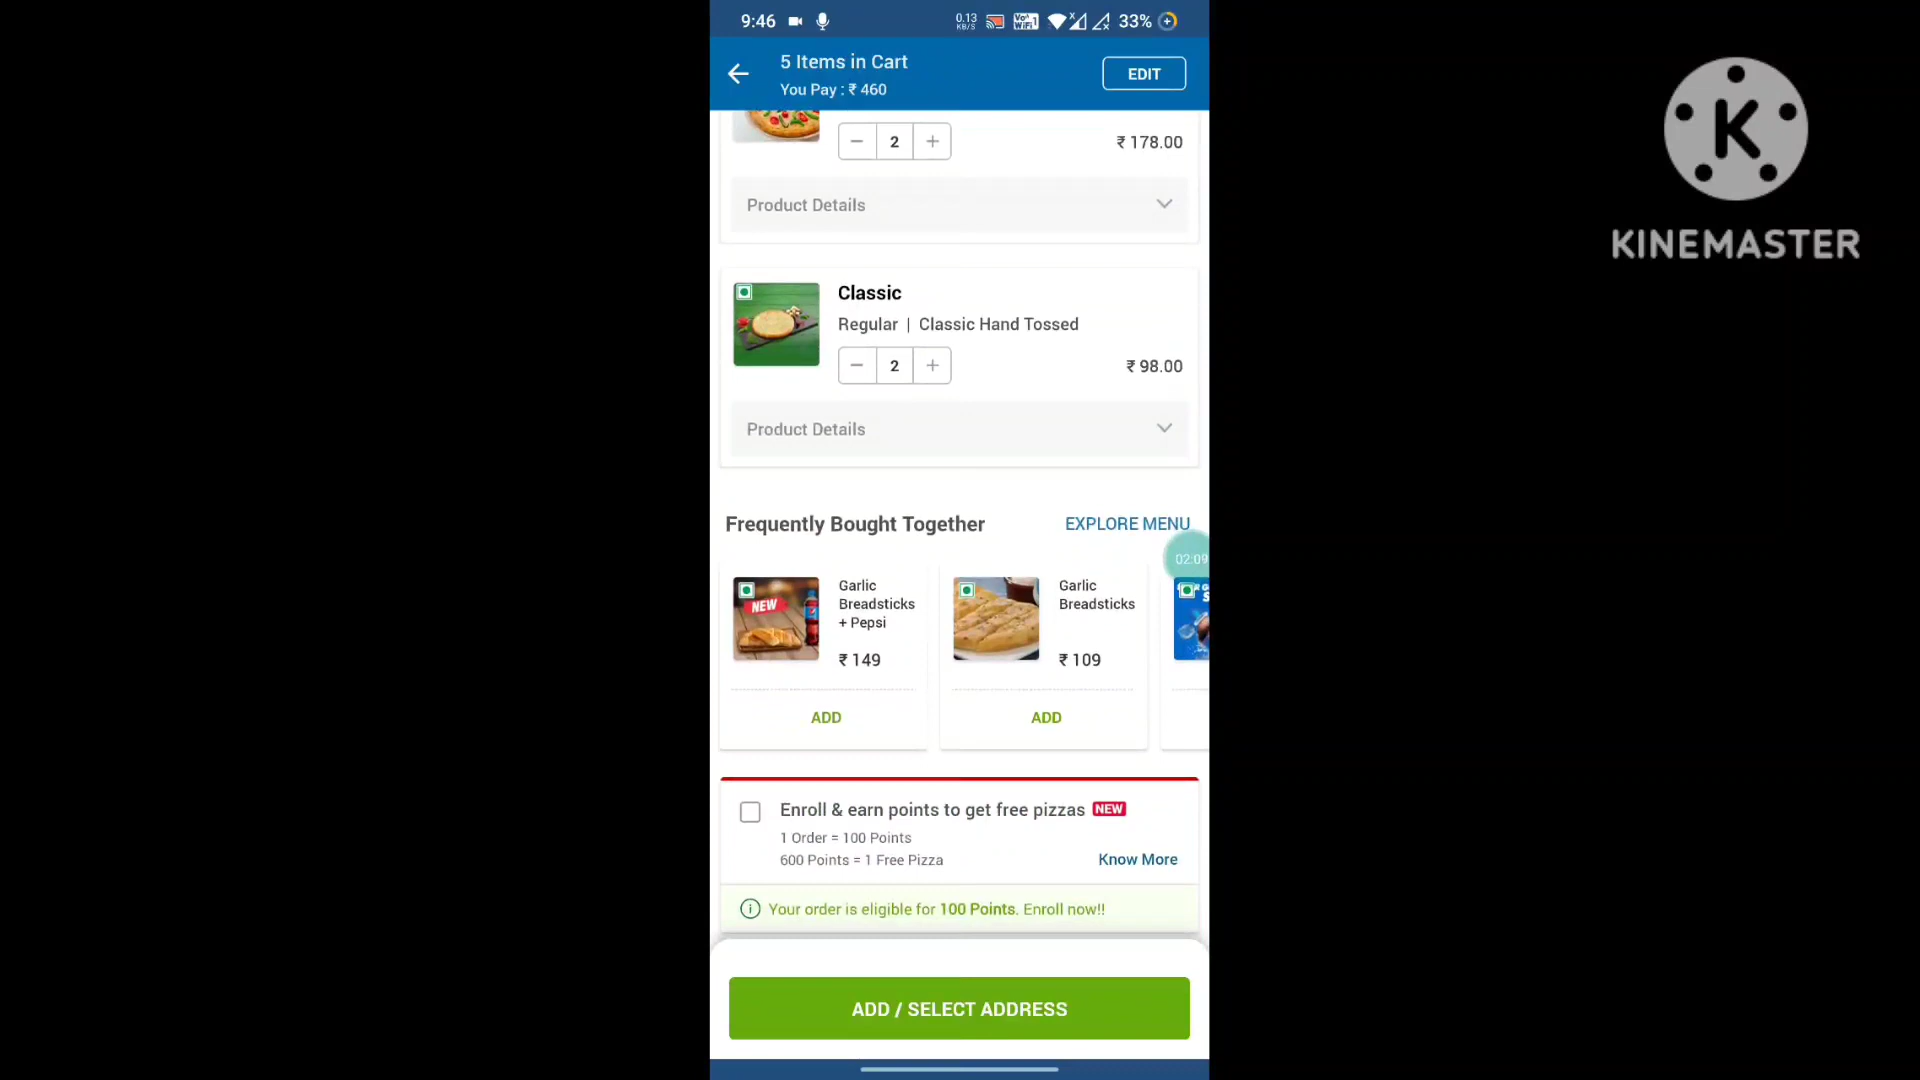 9:46 0.13 KB/S 33%
5 Items in Cart
You Pay : ₹ 460
EDIT
2
₹ 178.00
Product Details
Classic
Regular | Classic Hand Tossed
2
₹ 98.00
Product Details
Frequently Bought Together
EXPLORE MENU
02:09
NEW
Garlic
Breadsticks
+ Pepsi
₹ 149
ADD
Garlic
Breadsticks
₹ 109
ADD
Enroll & earn points to get free pizzas NEW
1 Order = 100 Points
600 Points = 1 Free Pizza
Know More
Your order is eligible for 100 Points. Enroll now!!
ADD / SELECT ADDRESS
K
KINEMASTER